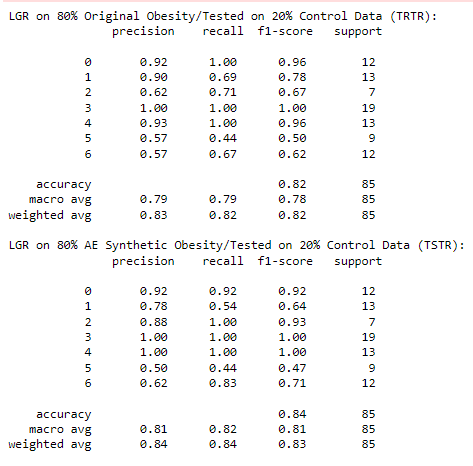 LGR on 80% Original Obesity/Tested on 20% Control Data (TRTR):
precision recall f1-score support
0 0.92 1.00 0.96 12
1 0.90 0.69 0.78 13
2 0.62 0.71 0.67 7
3 1.00 1.00 1.00 19
4 0.93 1.00 0.96 13
5 0.57 0.44 0.50 9
6 0.57 0.67 0.62 12
accuracy 0.82 85
macro avg 0.79 0.79 0.78 85
weighted avg 0.83 0.82 0.82 85
LGR on 80% AE Synthetic Obesity/Tested on 20% Control Data (TSTR):
precision recall f1-score support
0 0.92 0.92 0.92 12
1 0.78 0.54 0.64 13
2 0.88 1.00 0.93 7
3 1.00 1.00 1.00 19
4 1.00 1.00 1.00 13
5 0.50 0.44 0.47 9
6 0.62 0.83 0.71 12
accuracy 0.84 85
macro avg 0.81 0.82 0.81 85
weighted avg 0.84 0.84 0.83 85